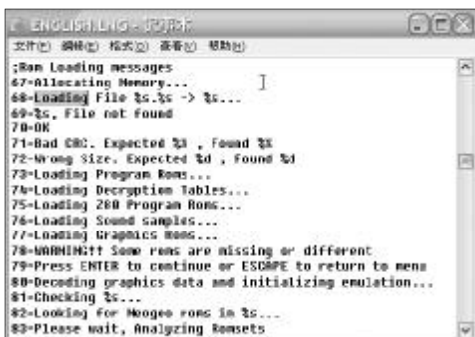 ENGLISH.LNG - 记事本
文件(F) 编辑(E) 格式(O) 查看(V) 帮助(H)
;Rom Loading messages
67=Allocating Memory...
68=Loading File %s.%s -> %s...
69=%s, File not found
70=OK
71=Bad CRC. Expected %X , Found %X
72=Wrong Size. Expected %d , Found %d
73=Loading Program Roms...
74=Loading Decryption Tables...
75=Loading Z80 Program Roms...
76=Loading Sound samples...
77=Loading Graphics Roms...
78=WARNING!! Some roms are missing or different
79=Press ENTER to continue or ESCAPE to return to menu
80=Decoding graphics data and initializing emulation...
81=Checking %s...
82=Looking for Neogeo roms in %s...
83=Please wait, Analyzing Romsets